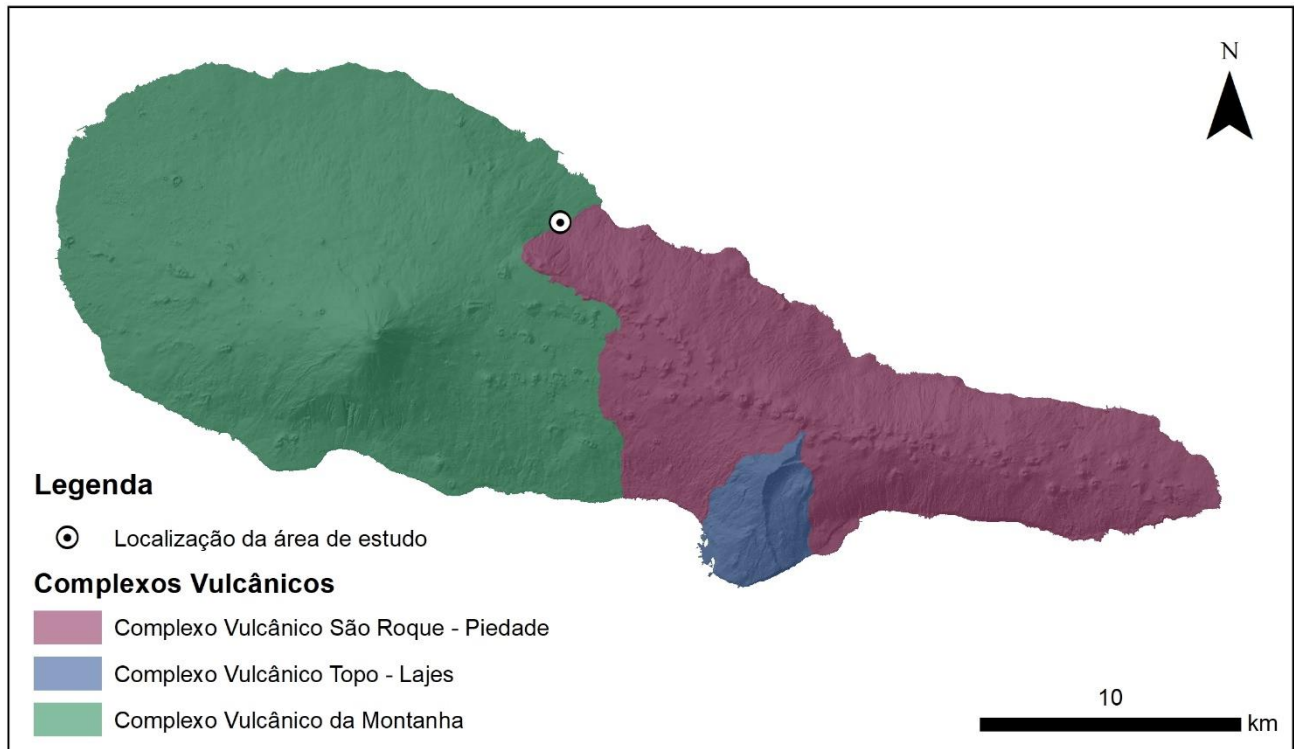 N
Legenda
Localização da área de estudo
Complexos Vulcânicos
Complexo Vulcânico São Roque - Piedade
Complexo Vulcânico Topo - Lajes
Complexo Vulcânico da Montanha
10
km